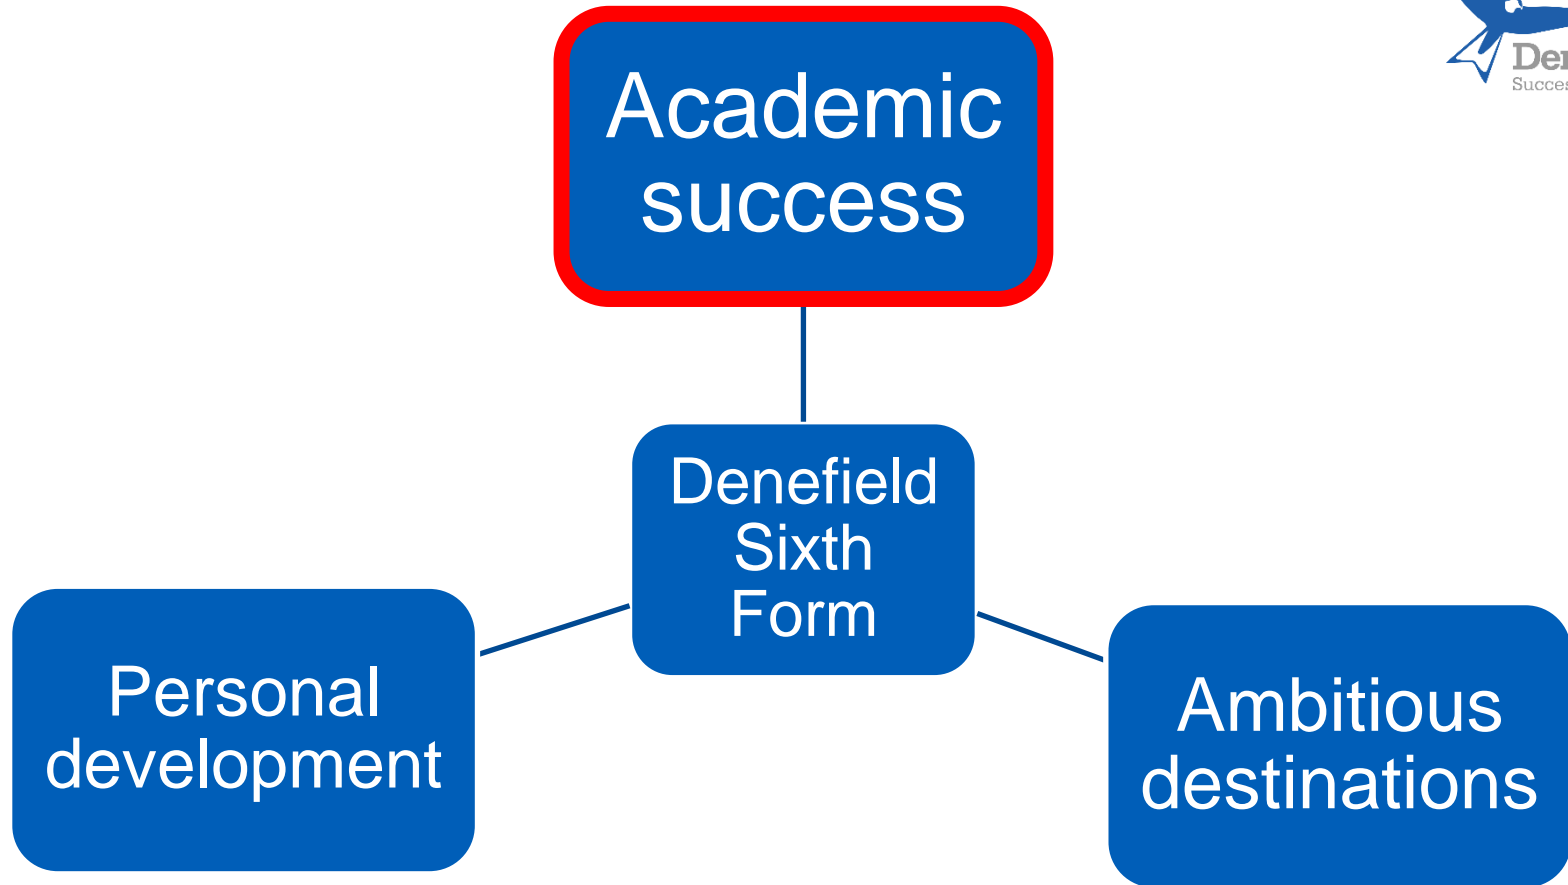 Academic
success
Denefield
Sixth
Form
Personal
development
Ambitious
destinations